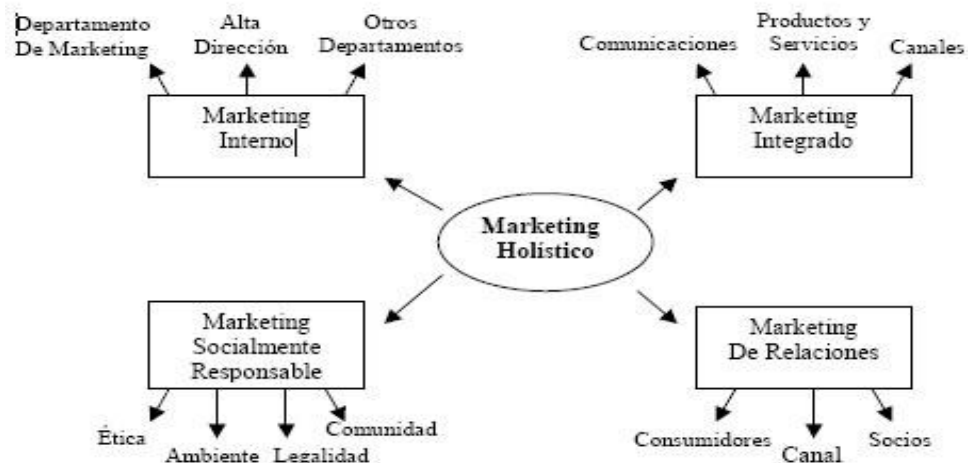 Departamento
De Marketing
Alta
Dirección
Otros
Departamentos
Marketing
Interno
Comunicaciones
Productos y
Servicios
Canales
Marketing
Integrado
Marketing
Holístico
Marketing
Socialmente
Responsable
Ética
Ambiente
Legalidad
Comunidad
Marketing
De Relaciones
Consumidores
Canal
Socios